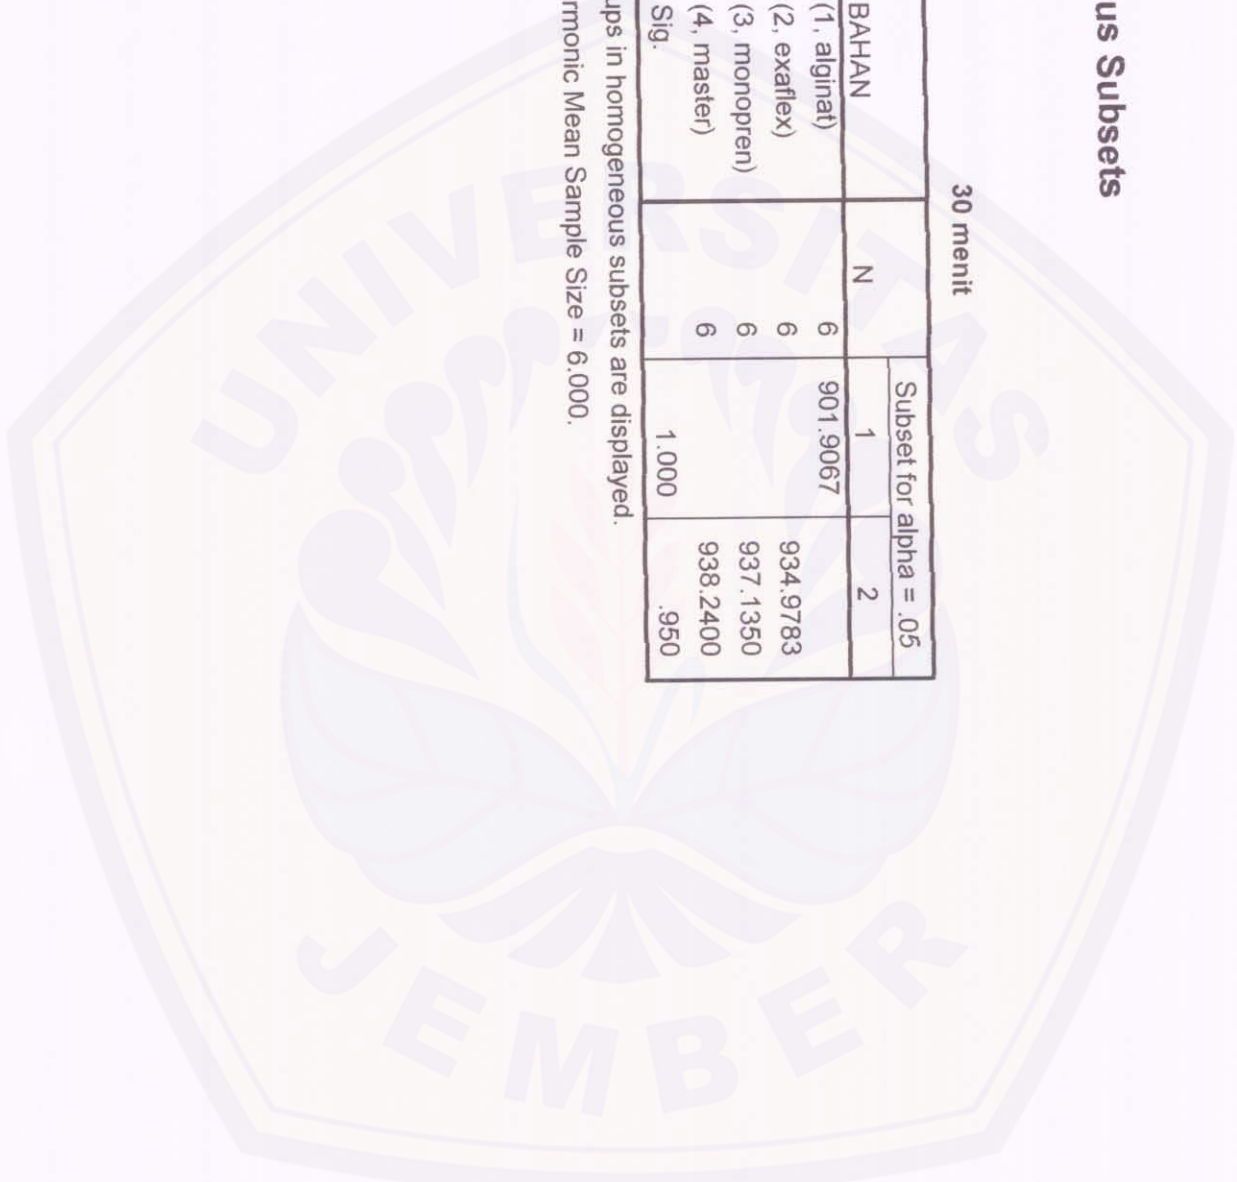 us Subsets
30 menit
Subset for alpha = .05
BAHAN N 1 2
(1, alginat) 6 901.9067
(2, exaflex) 6 934.9783
(3, monopren) 6 937.1350
(4, master) 6 938.2400
Sig. 1.000 .950
ups in homogeneous subsets are displayed.
rmonic Mean Sample Size = 6.000.
UNIVERSITAS
JEMBER